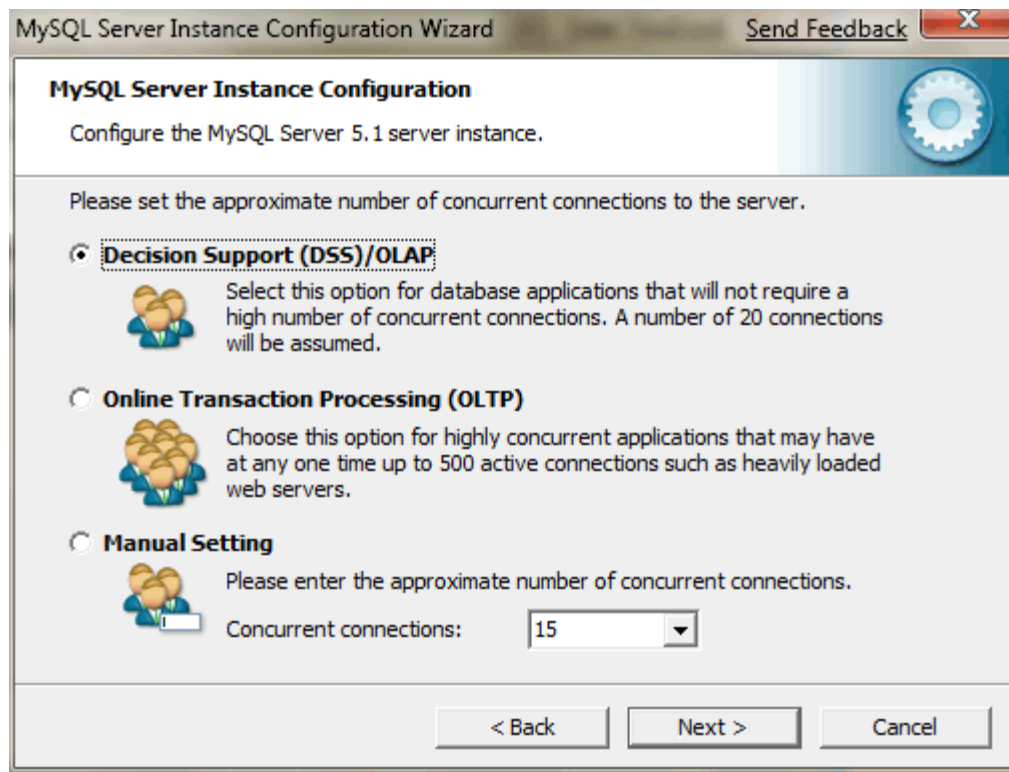 MySQL Server Instance Configuration Wizard Send Feedback X
MySQL Server Instance Configuration
Configure the MySQL Server 5.1 server instance.
Please set the approximate number of concurrent connections to the server.
Decision Support (DSS)/OLAP
Select this option for database applications that will not require a
high number of concurrent connections. A number of 20 connections
will be assumed.
Online Transaction Processing (OLTP)
Choose this option for highly concurrent applications that may have
at any one time up to 500 active connections such as heavily loaded
web servers.
Manual Setting
Please enter the approximate number of concurrent connections.
Concurrent connections: 15
< Back Next > Cancel